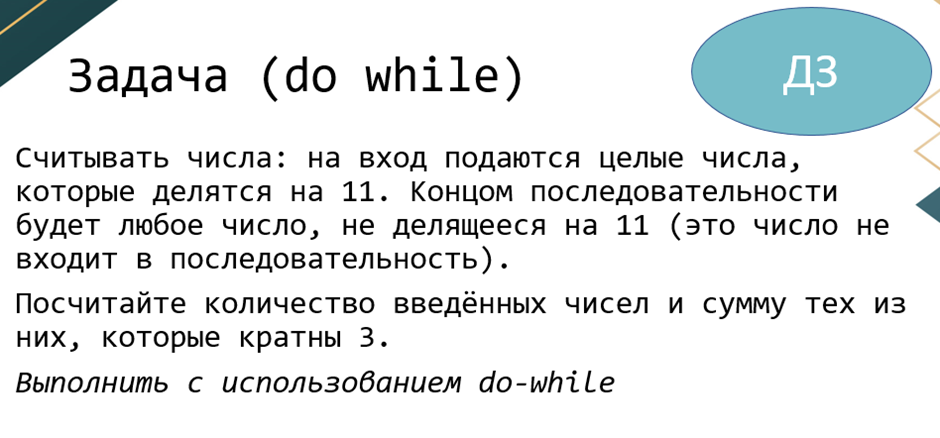 Задача (do while)
ДЗ
Считывать числа: на вход подаются целые числа,
которые делятся на 11. Концом последовательности
будет любое число, не делящееся на 11 (это число не
входит в последовательность).
Посчитайте количество введённых чисел и сумму тех из
них, которые кратны 3.
Выполнить с использованием do-while